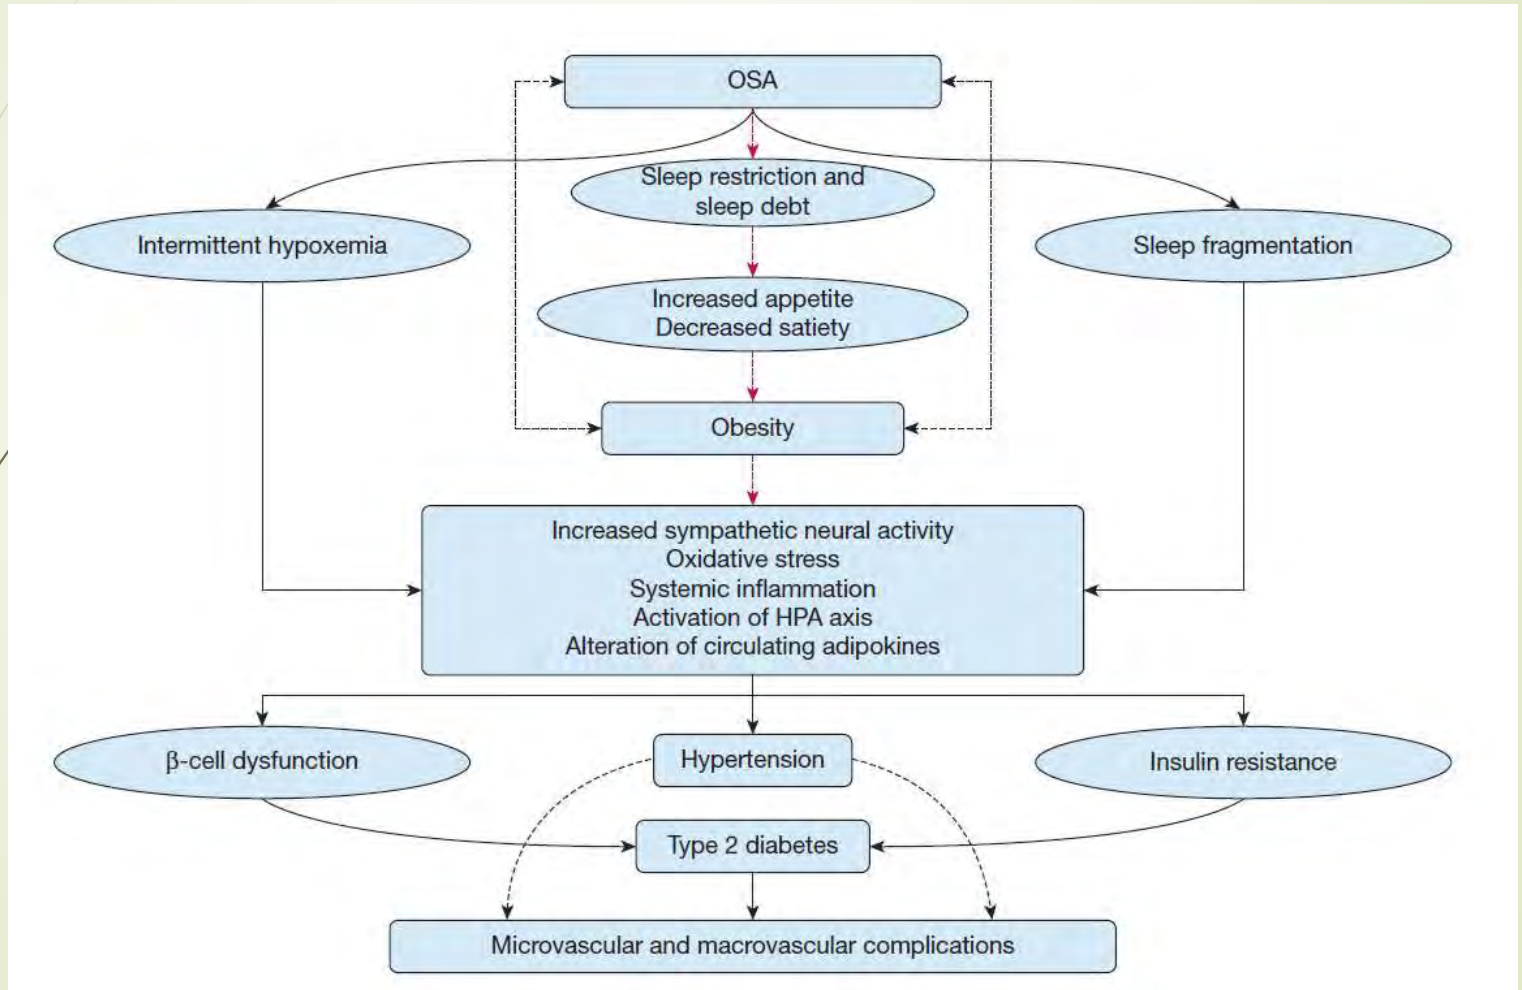 OSA
Sleep restriction and
sleep debt
Intermittent hypoxemia
Sleep fragmentation
Increased appetite
Decreased satiety
Obesity
Increased sympathetic neural activity
Oxidative stress
Systemic inflammation
Activation of HPA axis
Alteration of circulating adipokines
β-cell dysfunction
Hypertension
Insulin resistance
Type 2 diabetes
Microvascular and macrovascular complications